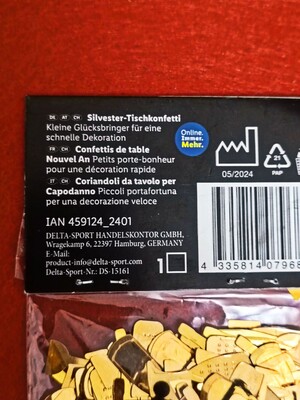 DE AT CH Silvester-Tischkonfetti
Kleine Glücksbringer für eine
schnelle Dekoration
FR CH Confettis de table
Nouvel An Petits porte-bonheur
pour une décoration rapide
IT CH Coriandoli da tavolo per
Capodanno Piccoli portafortuna
per una decorazione veloce
IAN 459124_2401
DELTA-SPORT HANDELSKONTOR GMBH,
Wragekamp 6, 22397 Hamburg, GERMANY
E-Mail:
product-info@delta-sport.com
Delta-Sport-Nr.: DS-15161
Online.
Immer.
Mehr.
05/2024
21
PAP
1
4 335814 07968